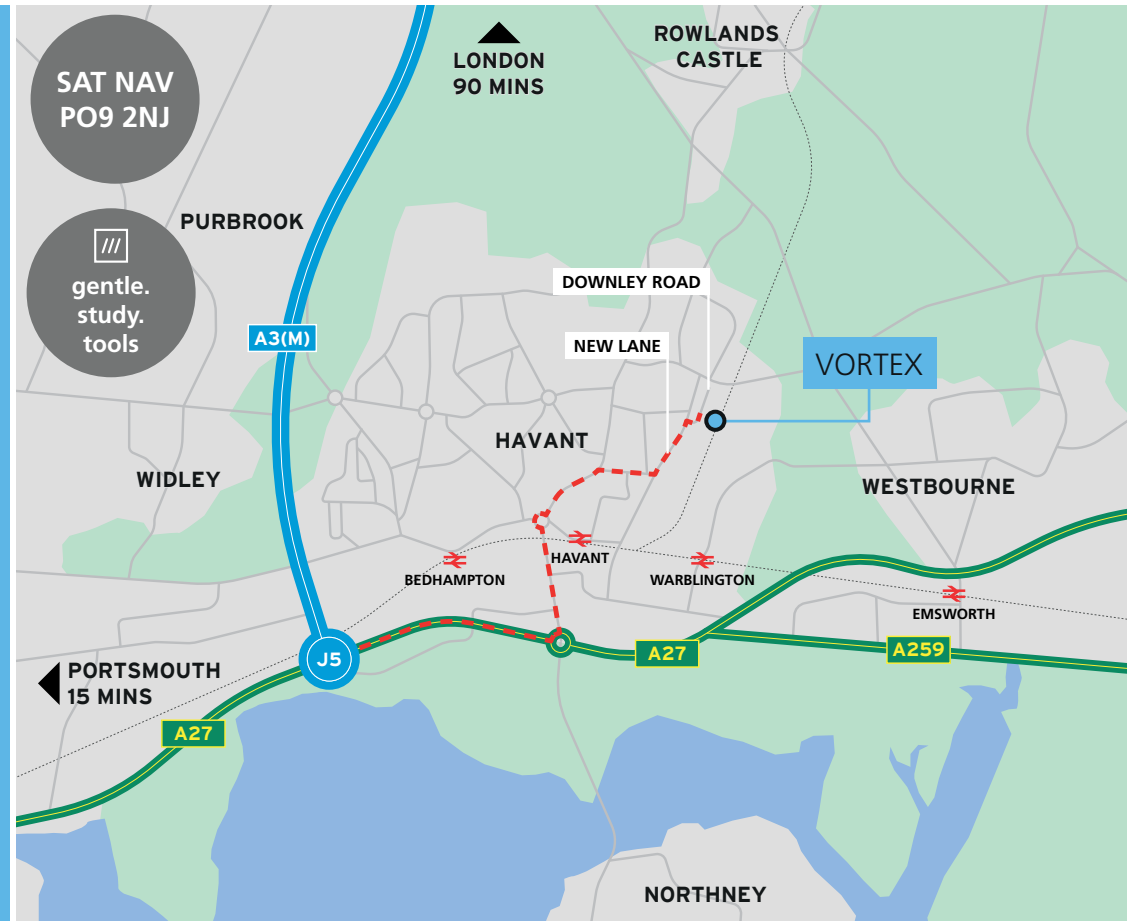 SAT NAV
PO9 2NJ
LONDON
90 MINS
ROWLANDS
CASTLE
PURBROOK
///
gentle.
study.
tools
A3(M)
DOWNLEY ROAD
NEW LANE
VORTEX
HAVANT
WIDLEY
WESTBOURNE
BEDHAMPTON
HAVANT
WARBLINGTON
EMSWORTH
J5
A27
A259
PORTSMOUTH
15 MINS
A27
NORTHNEY